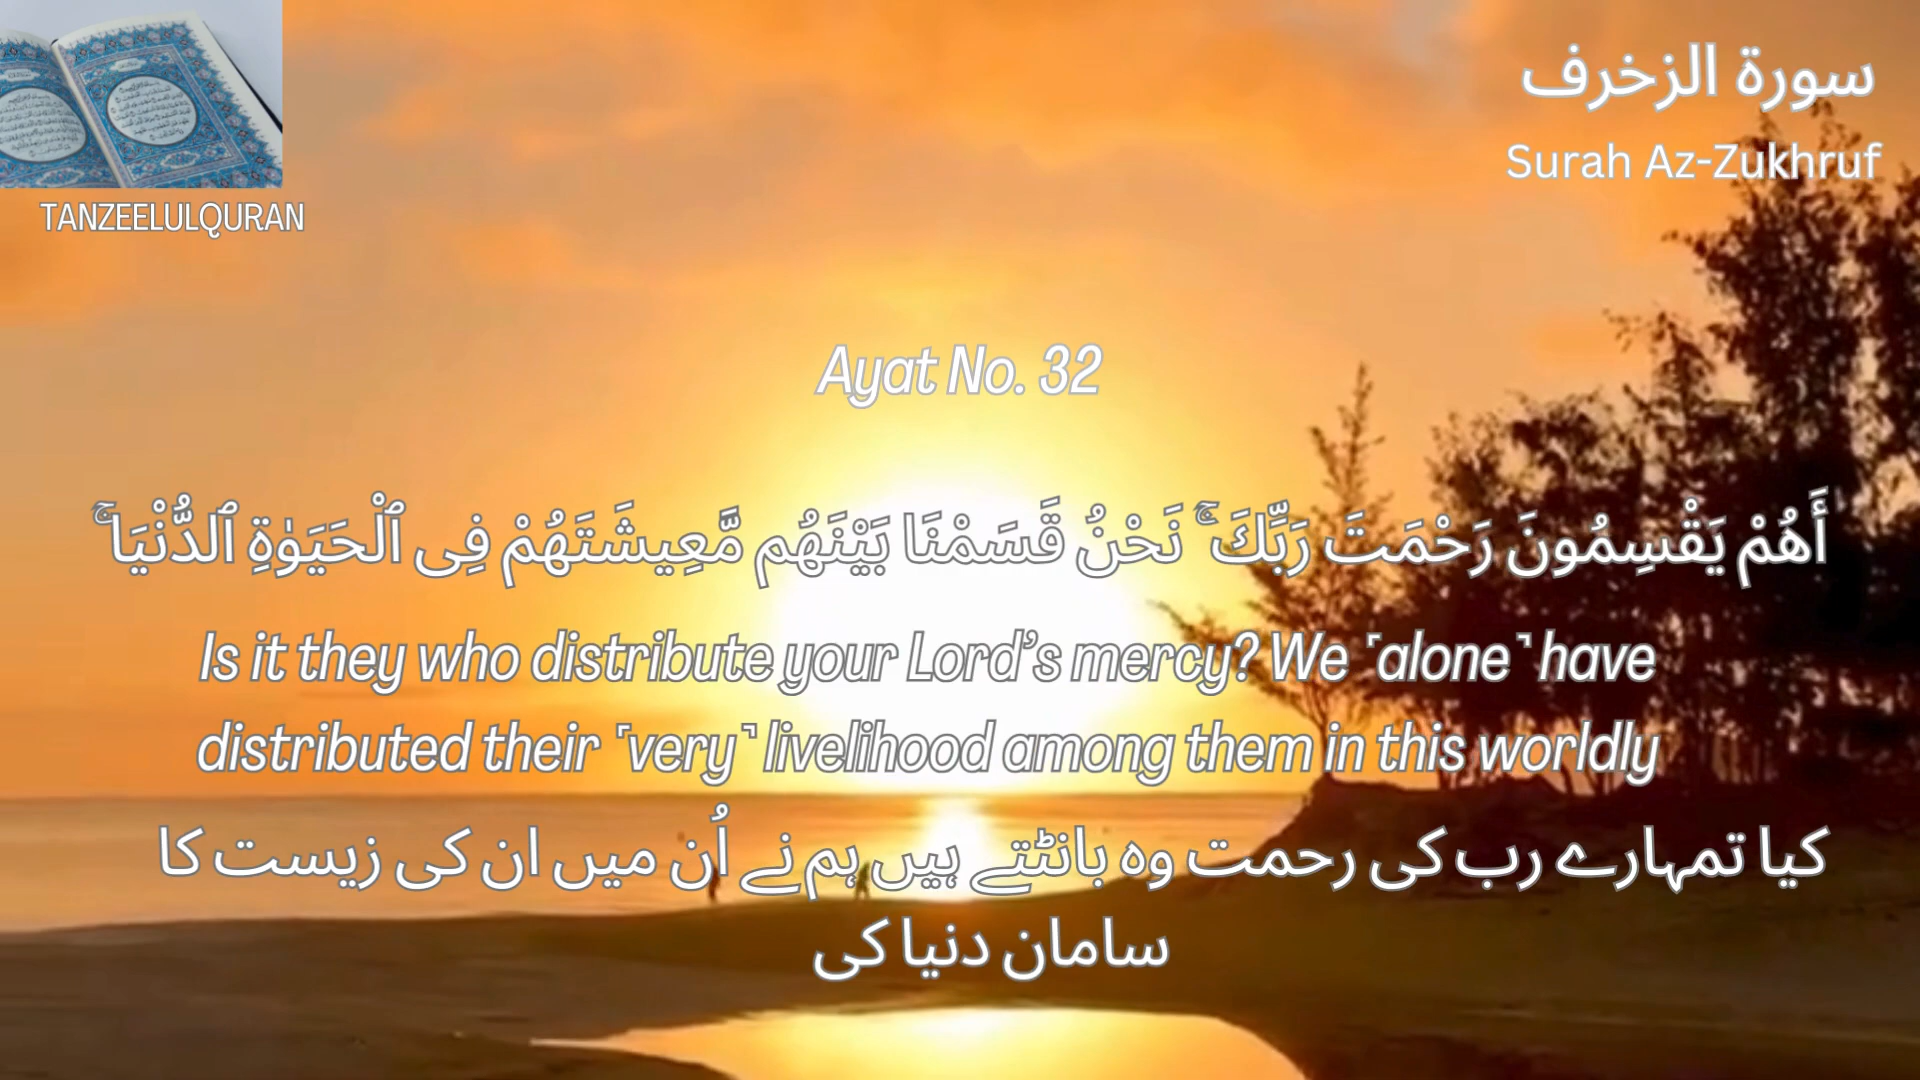 سورة الزخرف
Surah Az-Zukhruf
TANZEELULQURAN
Ayat No. 32
أَهُمْ يَقْسِمُونَ رَحْمَتَ رَبِّكَ ۚ نَحْنُ قَسَمْنَا بَيْنَهُم مَّعِيشَتَهُمْ فِى ٱلْحَيَوٰةِ ٱلدُّنْيَا ۚ
Is it they who distribute your Lord’s mercy? We ˹alone˺ have
distributed their ˹very˺ livelihood among them in this worldly
کیا تمہارے رب کی رحمت وہ بانٹتے ہیں ہم نے اُن میں ان کی زیست کا
سامان دنیا کی